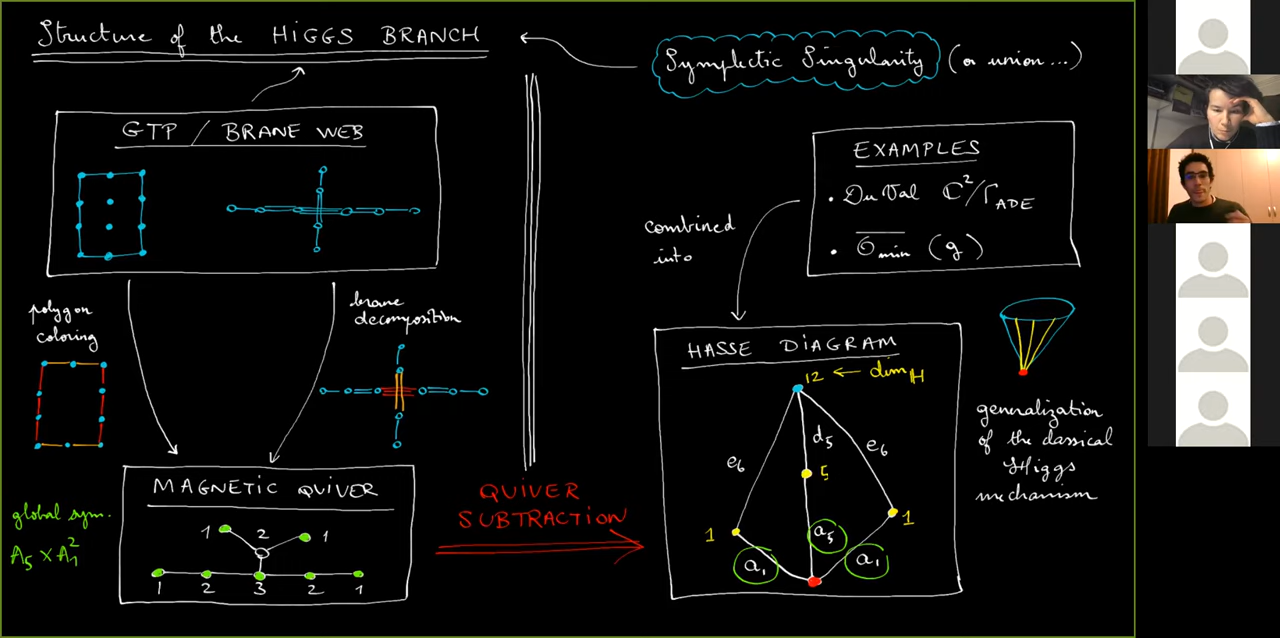 Structure of the HIGGS BRANCH
Symplectic Singularity (or union...)
GTP / BRANE WEB
EXAMPLES
• Du Val ℂ²/Γ_ADE
• O̅_min (g)
combined
into
polygon
coloring
brane
decomposition
HASSE DIAGRAM
12 ← dim_H
e6
d5
e6
5
1
1
a1
a5
a1
generalization
of the classical
Higgs
mechanism
MAGNETIC QUIVER
1 2 1
1 2 3 2 1
global sym.
A5 × A1²
QUIVER
SUBTRACTION